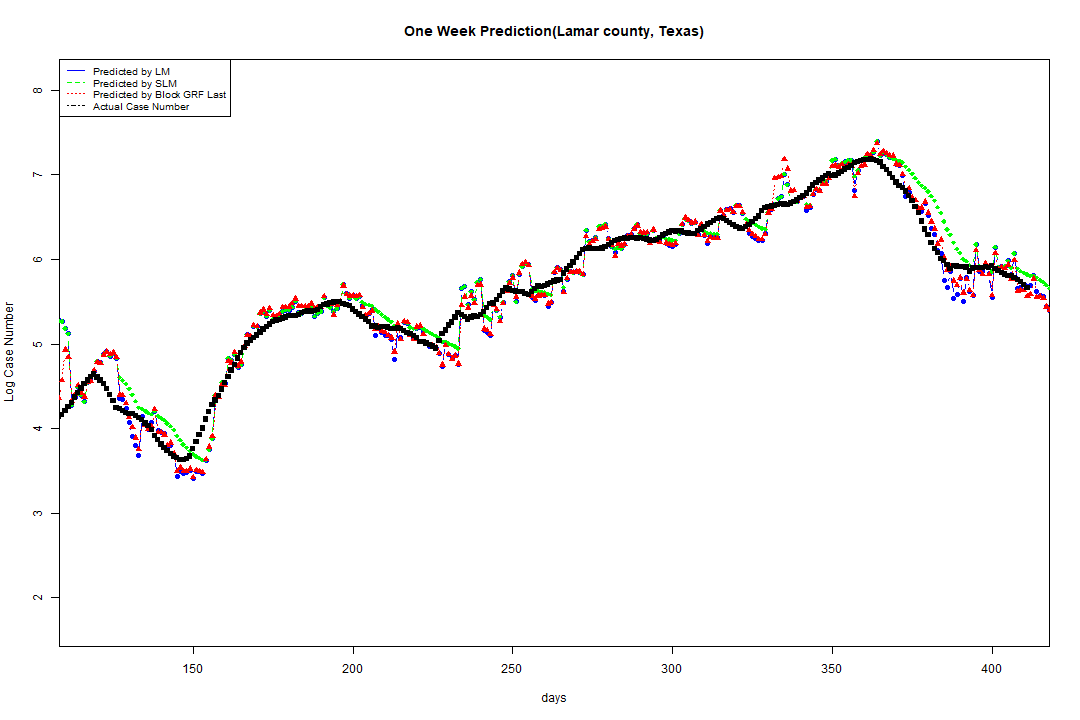 One Week Prediction(Lamar county, Texas)
Predicted by LM
Predicted by SLM
Predicted by Block GRF Last
Actual Case Number
8
7
6
5
4
3
2
Log Case Number
150 200 250 300 350 400
days